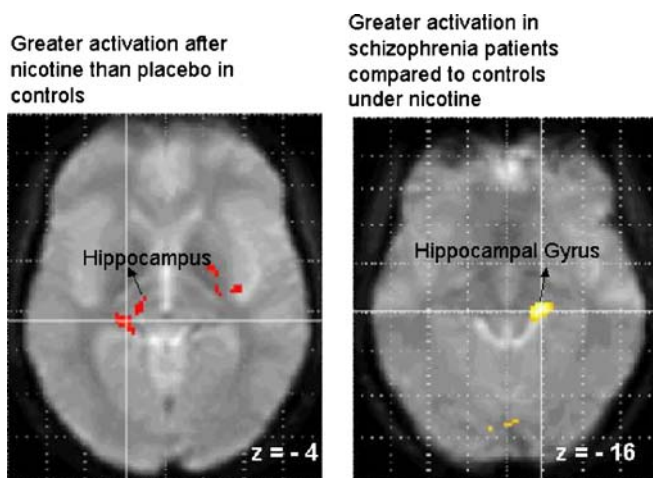 Greater activation after
nicotine than placebo in
controls
Hippocampus
z = - 4
Greater activation in
schizophrenia patients
compared to controls
under nicotine
Hippocampal Gyrus
z = - 16